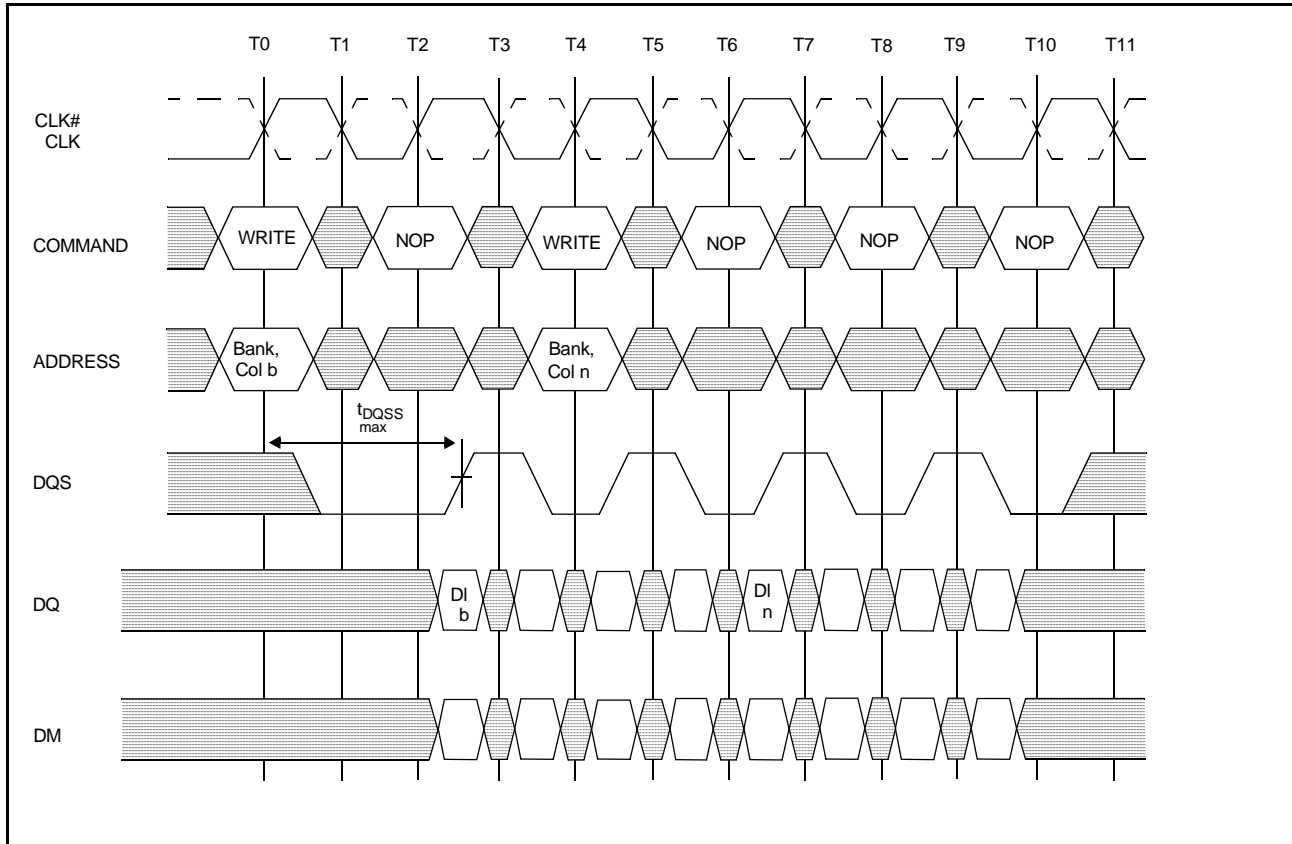 T0 T1 T2 T3 T4 T5 T6 T7 T8 T9 T10 T11
CLK#
CLK
COMMAND WRITE NOP WRITE NOP NOP NOP
ADDRESS Bank, Col b Bank, Col n
tDQSS
max
DQS
DQ DI b DI n
DM